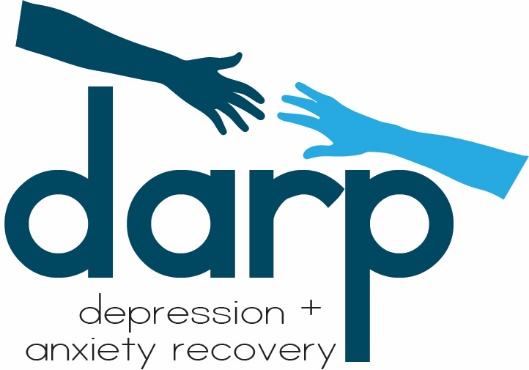 darp
depression +
anxiety recovery